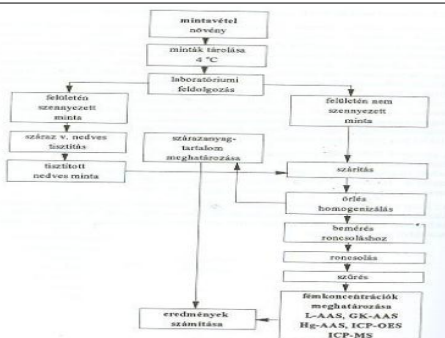 mintavétel
növény
minták tárolása
4 °C
laboratóriumi
feldolgozás
felületén
szennyezett
minta
felületén nem
szennyezett
minta
száraz v. nedves
tisztítás
szárazanyag-
tartalom
meghatározása
tisztított
nedves minta
szárítás
őrlés
homogenizálás
bemérés
roncsoláshoz
roncsolás
szűrés
eredmények
számítása
fémkoncentrációk
meghatározása
L-AAS, GK-AAS
Hg-AAS, ICP-OES
ICP-MS